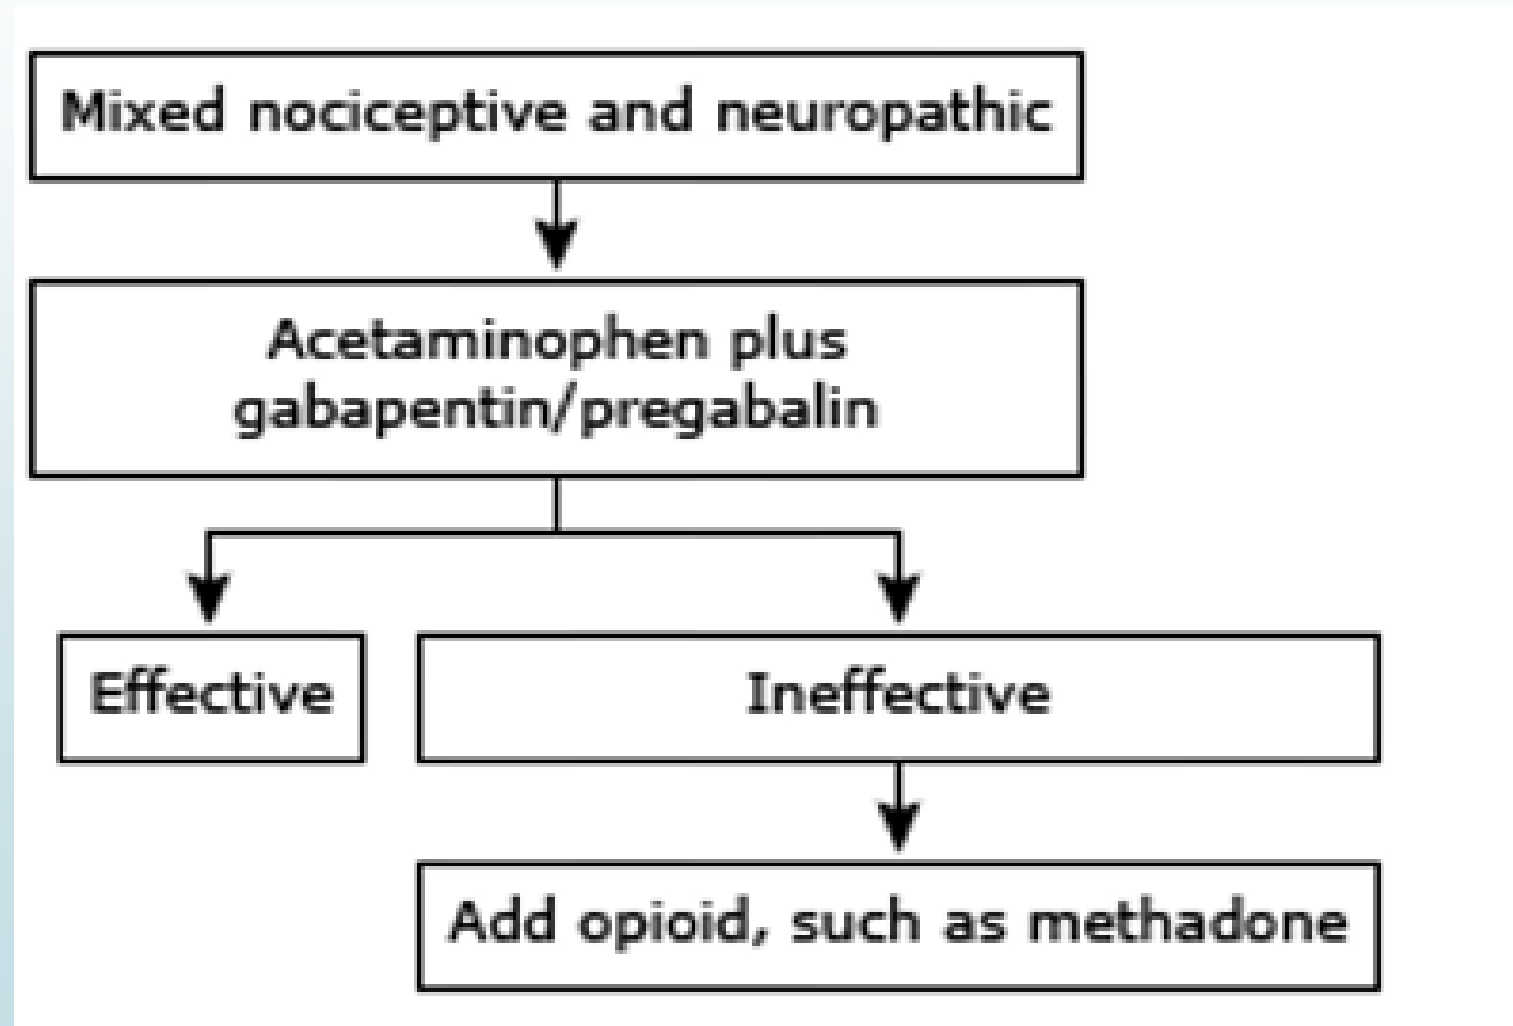 Mixed nociceptive and neuropathic
Acetaminophen plus
gabapentin/pregabalin
Effective
Ineffective
Add opioid, such as methadone